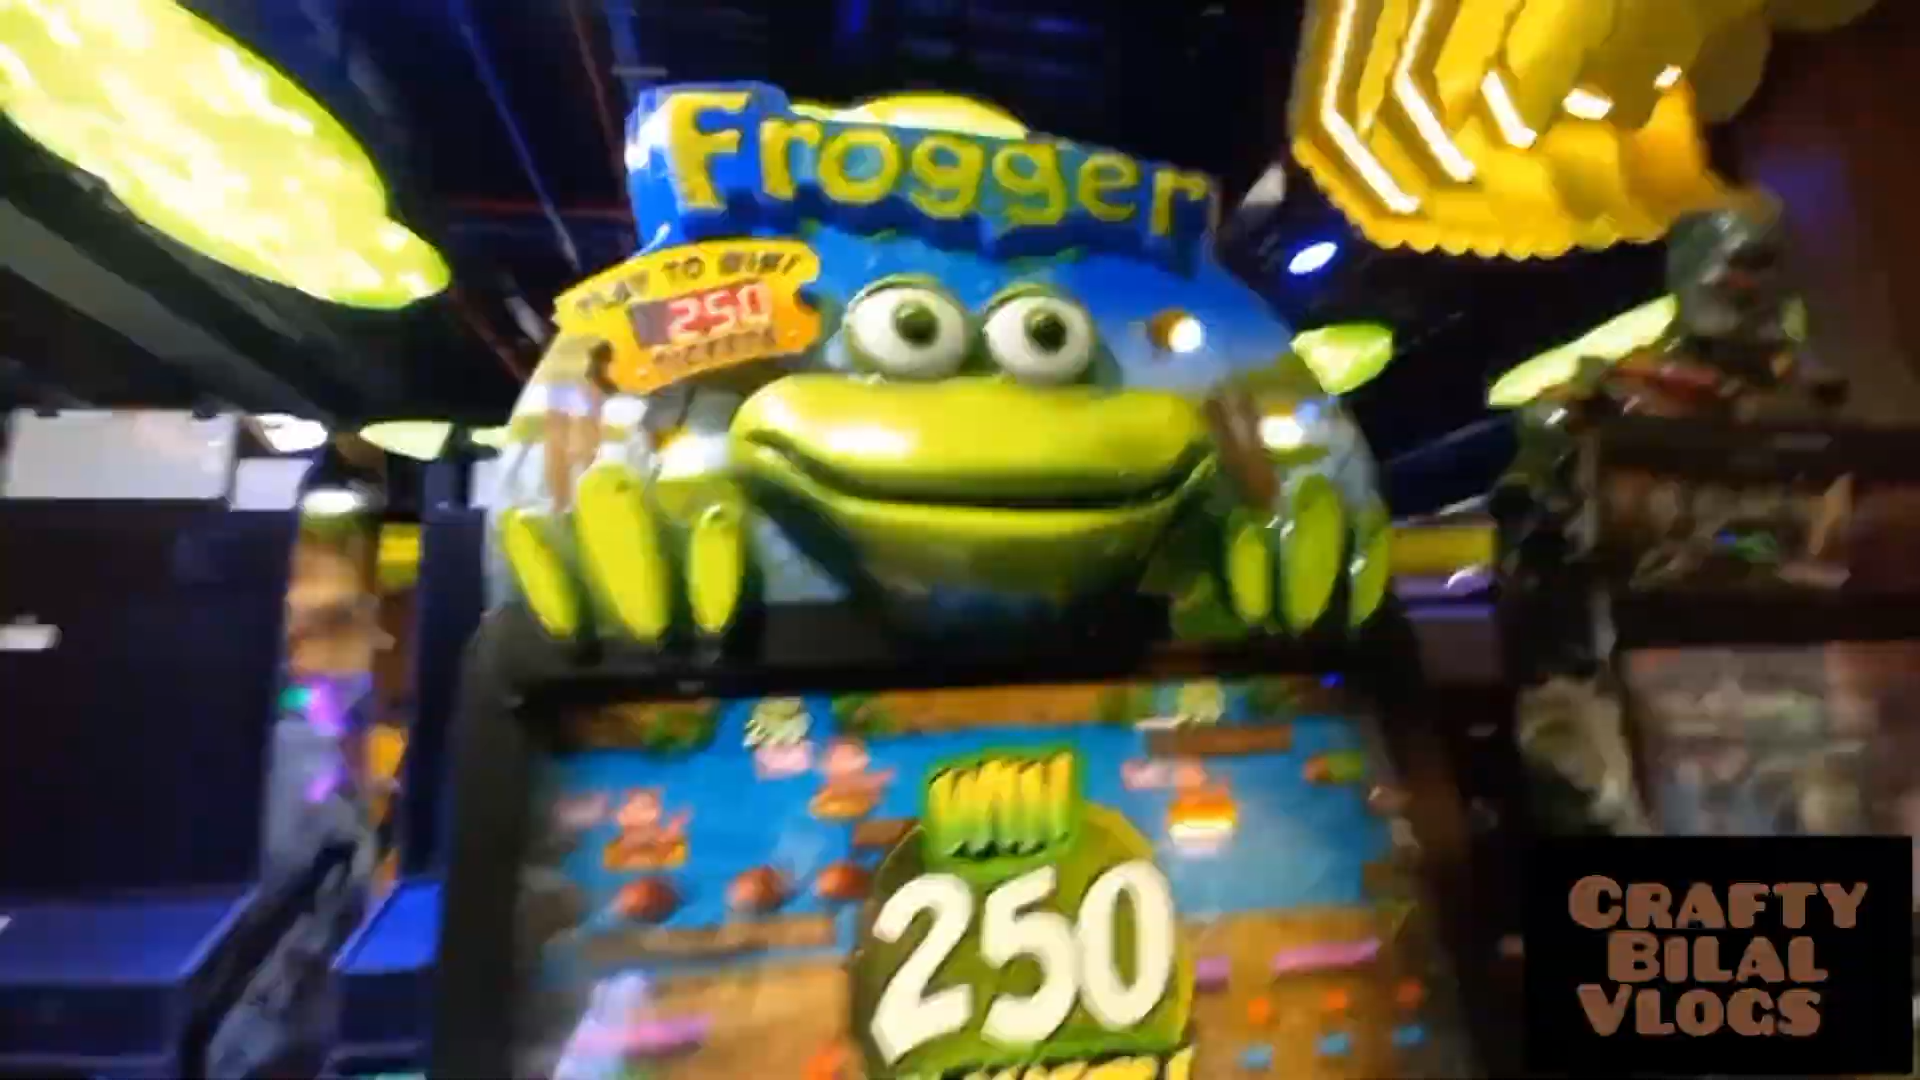 Frogger
PLAY TO WIN!
250
TICKETS
WIN
250
CRAFTY
BILAL
VLOGS